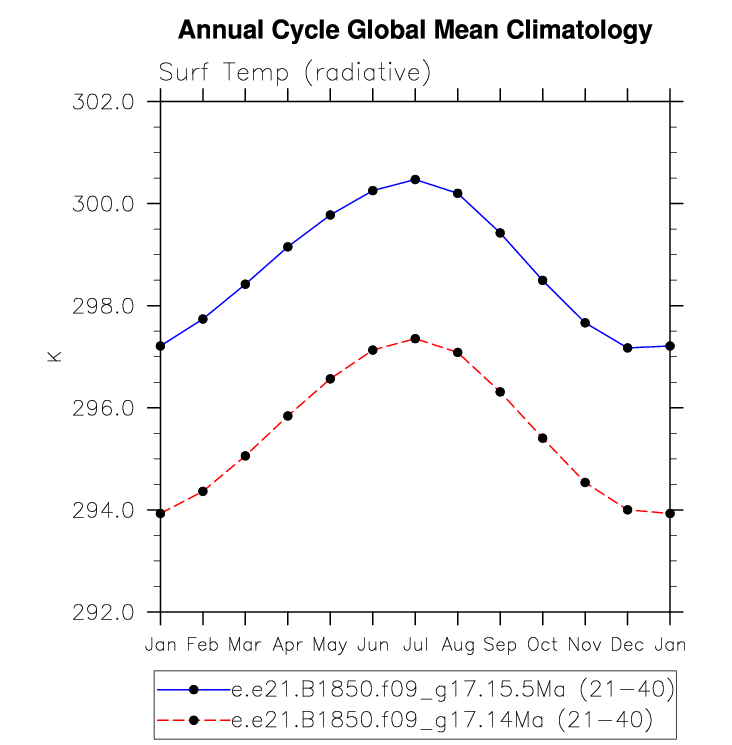 Annual Cycle Global Mean Climatology
Surf Temp (radiative)
302.0
300.0
298.0
296.0
294.0
292.0
K
Jan Feb Mar Apr May Jun Jul Aug Sep Oct Nov Dec Jan
e.e21.B1850.f09_g17.15.5Ma (21-40)
e.e21.B1850.f09_g17.14Ma (21-40)